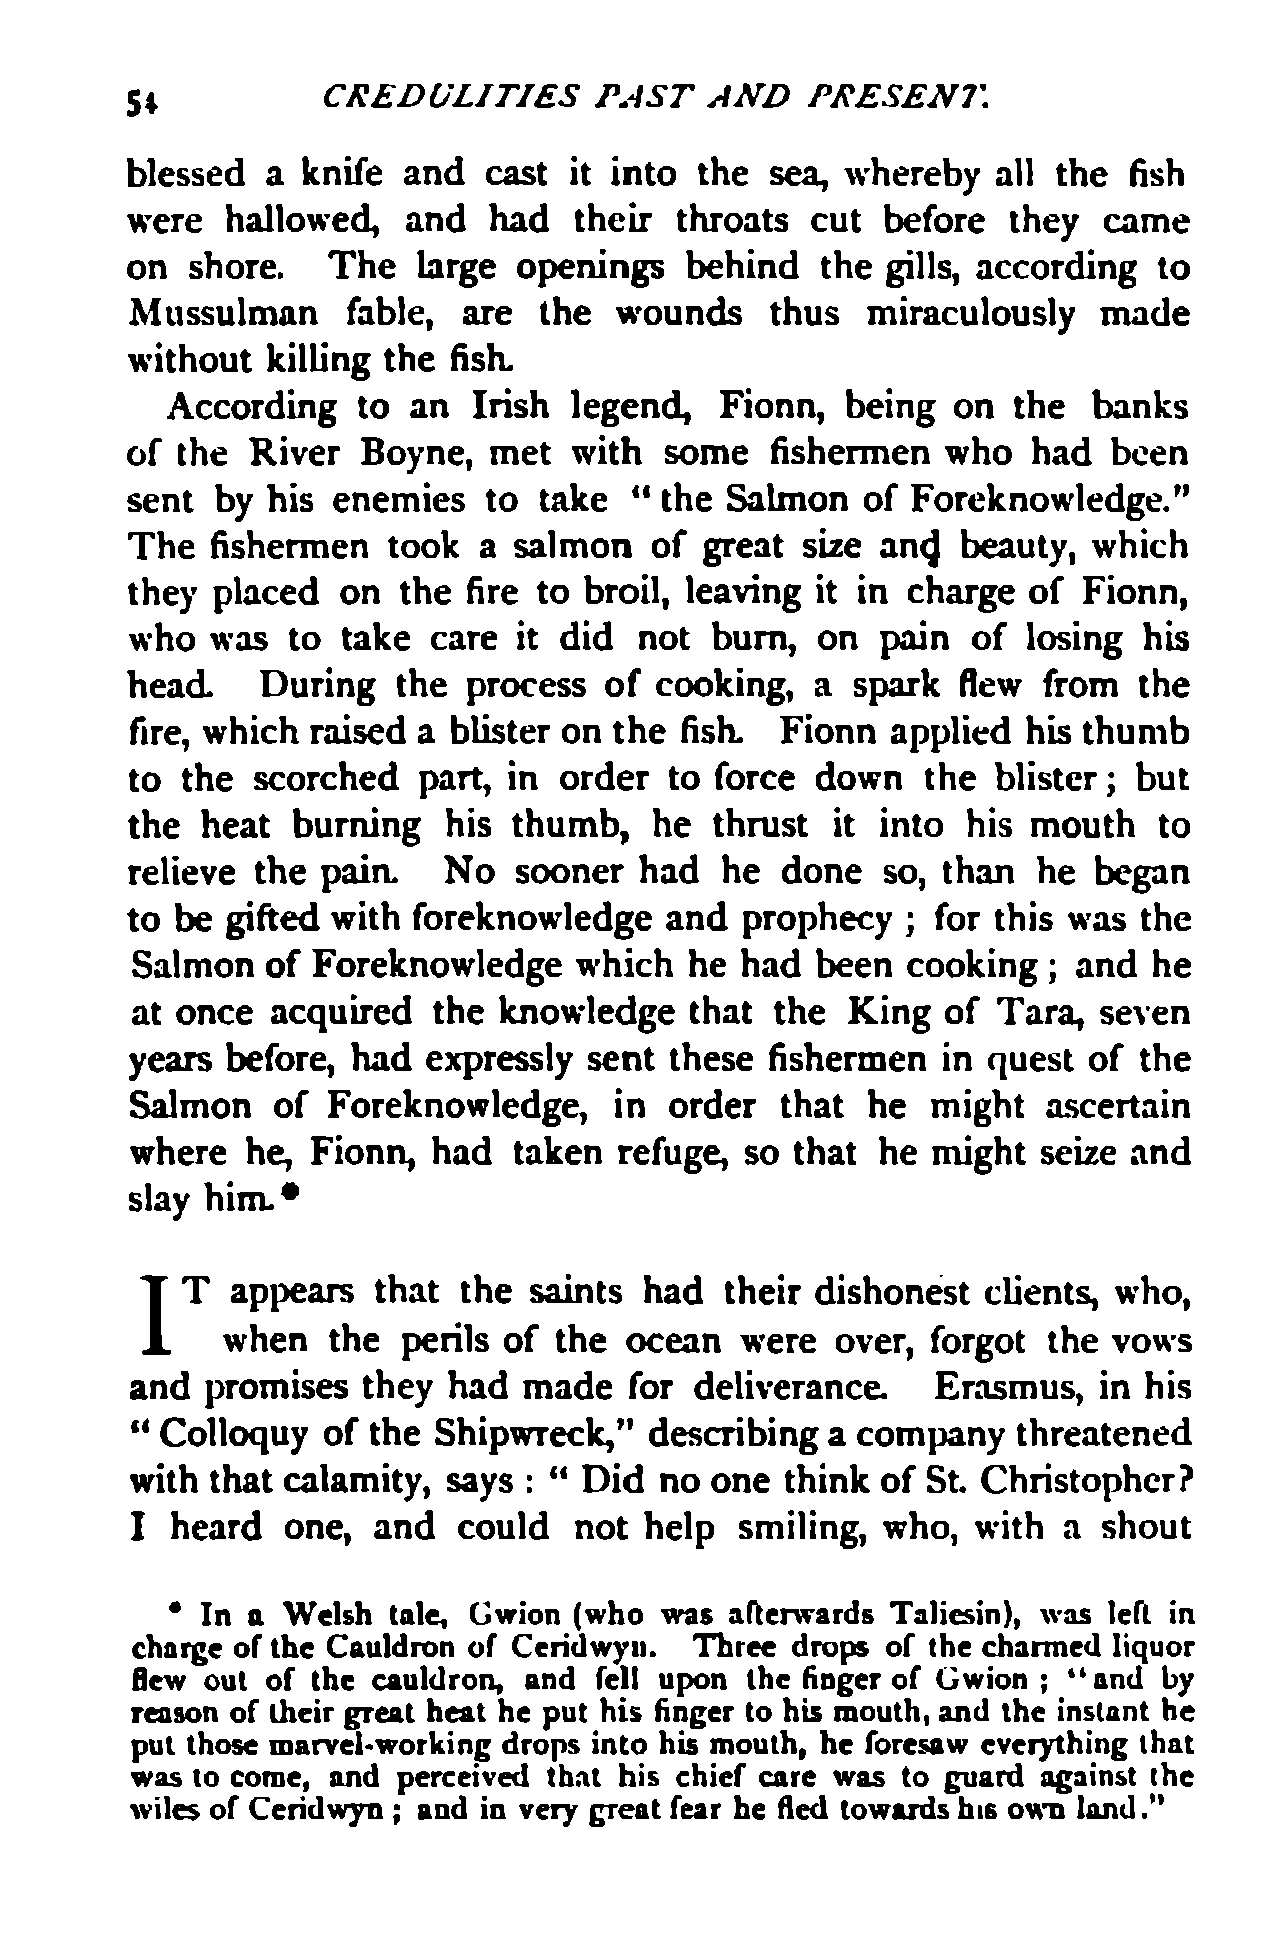 54 CREDULITIES PAST AND PRESENT.
blessed a knife and cast it into the sea, whereby all the fish
were hallowed, and had their throats cut before they came
on shore. The large openings behind the gills, according to
Mussulman fable, are the wounds thus miraculously made
without killing the fish.
According to an Irish legend, Fionn, being on the banks
of the River Boyne, met with some fishermen who had been
sent by his enemies to take " the Salmon of Foreknowledge."
The fishermen took a salmon of great size and beauty, which
they placed on the fire to broil, leaving it in charge of Fionn,
who was to take care it did not burn, on pain of losing his
head. During the process of cooking, a spark flew from the
fire, which raised a blister on the fish. Fionn applied his thumb
to the scorched part, in order to force down the blister ; but
the heat burning his thumb, he thrust it into his mouth to
relieve the pain. No sooner had he done so, than he began
to be gifted with foreknowledge and prophecy ; for this was the
Salmon of Foreknowledge which he had been cooking ; and he
at once acquired the knowledge that the King of Tara, seven
years before, had expressly sent these fishermen in quest of the
Salmon of Foreknowledge, in order that he might ascertain
where he, Fionn, had taken refuge, so that he might seize and
slay him.*
IT appears that the saints had their dishonest clients, who,
when the perils of the ocean were over, forgot the vows
and promises they had made for deliverance. Erasmus, in his
" Colloquy of the Shipwreck," describing a company threatened
with that calamity, says : " Did no one think of St. Christopher?
I heard one, and could not help smiling, who, with a shout
* In a Welsh tale, Gwion (who was afterwards Taliesin), was left in
charge of the Cauldron of Ceridwyn. Three drops of the charmed liquor
flew out of the cauldron, and fell upon the finger of Gwion ; "and by
reason of their great heat he put his finger to his mouth, and the instant he
put those marvel-working drops into his mouth, he foresaw everything that
was to come, and perceived that his chief care was to guard against the
wiles of Ceridwyn ; and in very great fear he fled towards his own land."